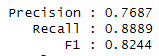 Precision : 0.7687
Recall : 0.8889
F1 : 0.8244